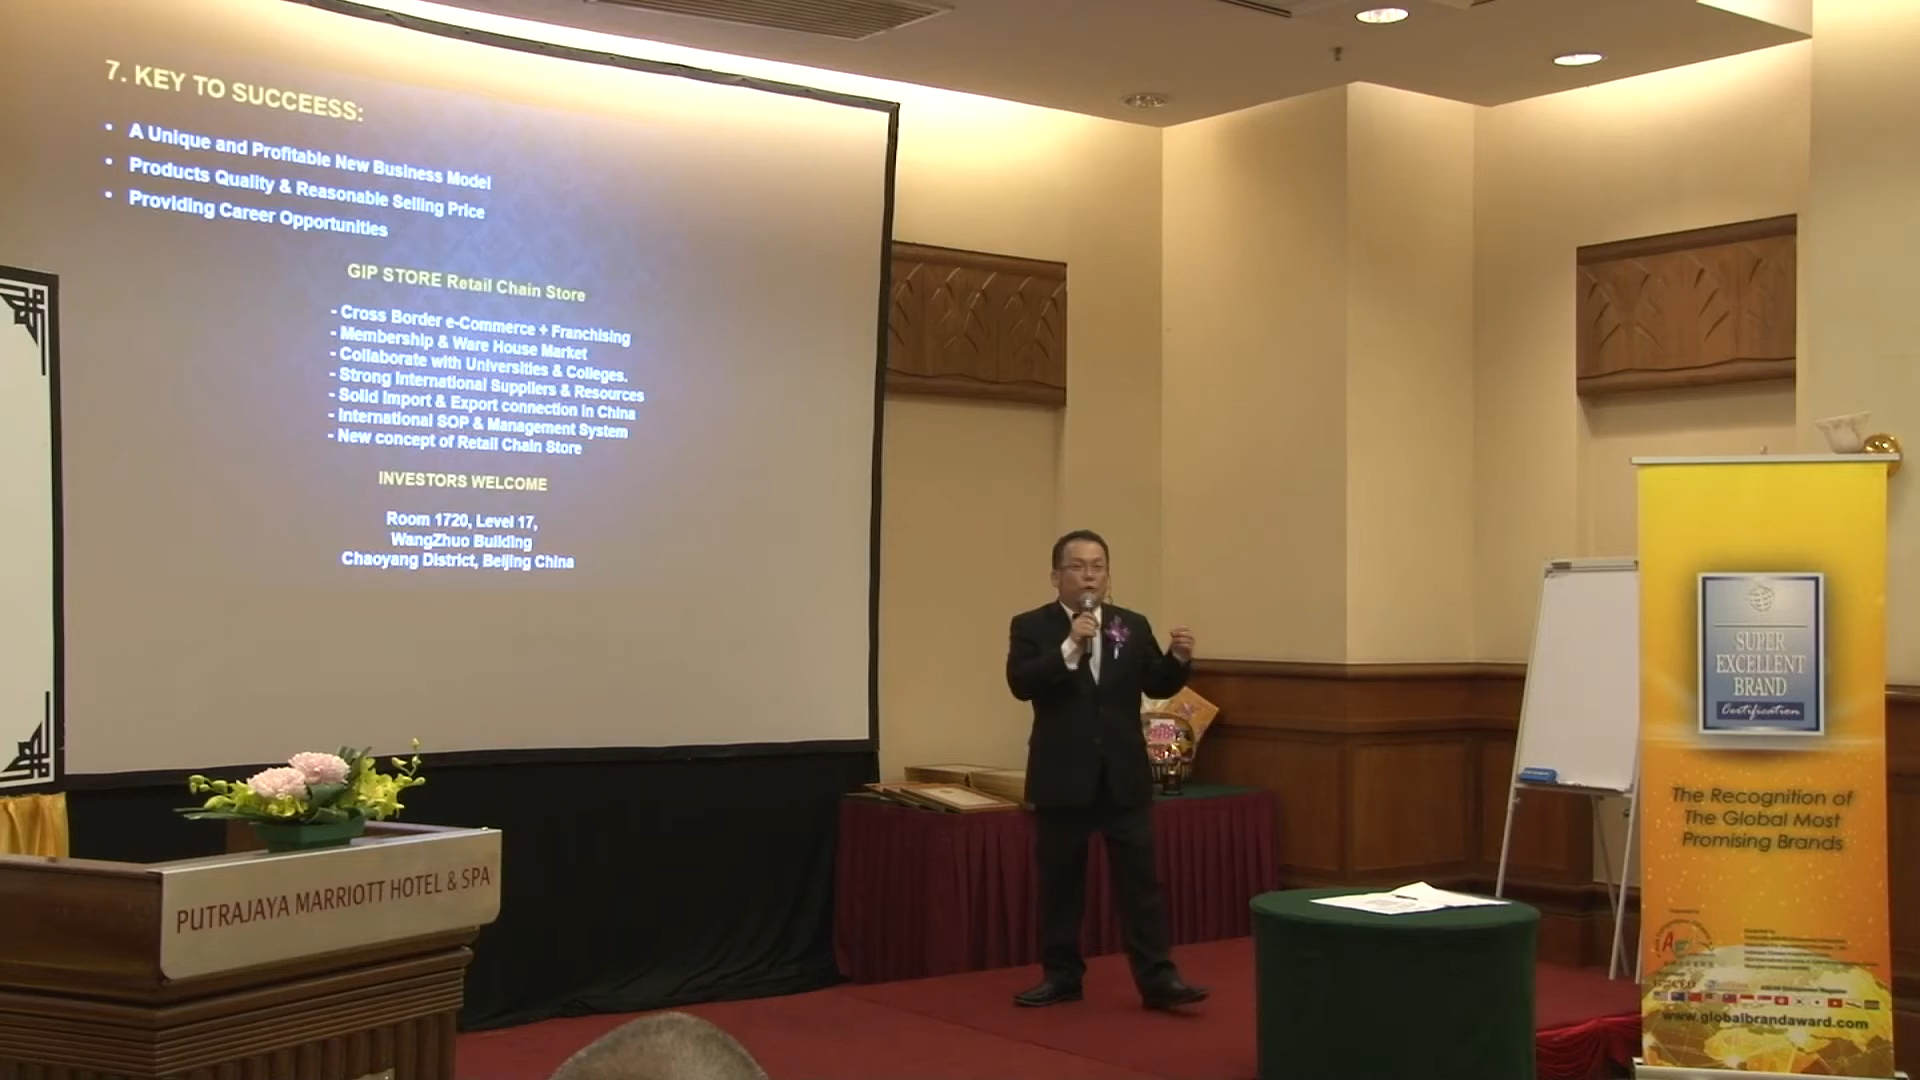 7. KEY TO SUCCEESS:
• A Unique and Profitable New Business Model
• Products Quality & Reasonable Selling Price
• Providing Career Opportunities
GIP STORE Retail Chain Store
- Cross Border e-Commerce + Franchising
- Membership & Ware House Market
- Collaborate with Universities & Colleges.
- Strong International Suppliers & Resources
- Solid Import & Export connection in China
- International SOP & Management System
- New concept of Retail Chain Store
INVESTORS WELCOME
Room 1720, Level 17,
WangZhuo Building
Chaoyang District, Beijing China
PUTRAJAYA MARRIOTT HOTEL & SPA
SUPER
EXCELLENT
BRAND
Certification
The Recognition of
The Global Most
Promising Brands
www.globalbrandaward.com